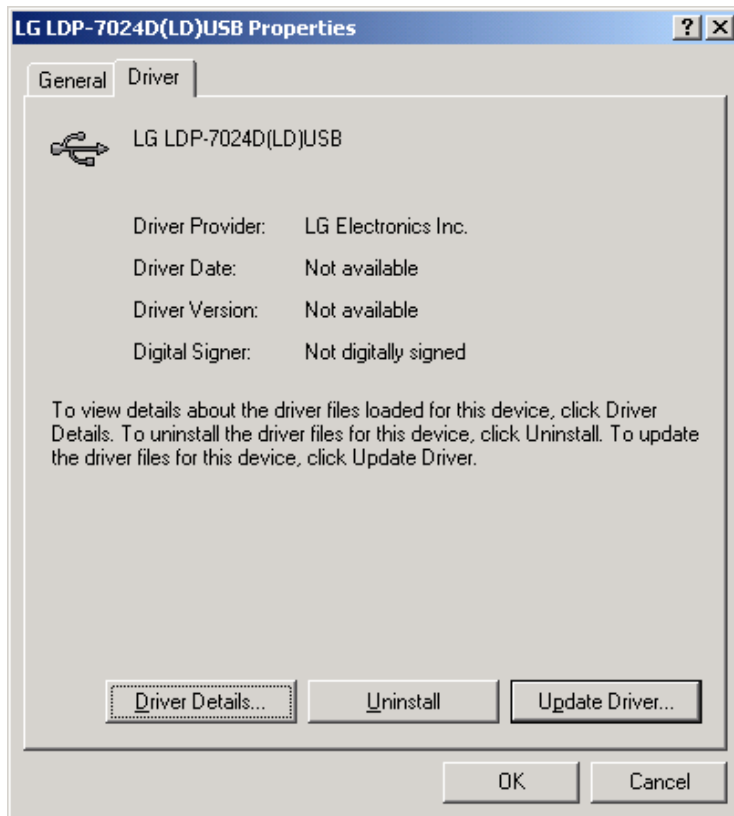 LG LDP-7024D(LD)USB Properties
General Driver
LG LDP-7024D(LD)USB
Driver Provider: LG Electronics Inc.
Driver Date: Not available
Driver Version: Not available
Digital Signer: Not digitally signed
To view details about the driver files loaded for this device, click Driver
Details. To uninstall the driver files for this device, click Uninstall. To update
the driver files for this device, click Update Driver.
Driver Details... Uninstall Update Driver...
OK Cancel